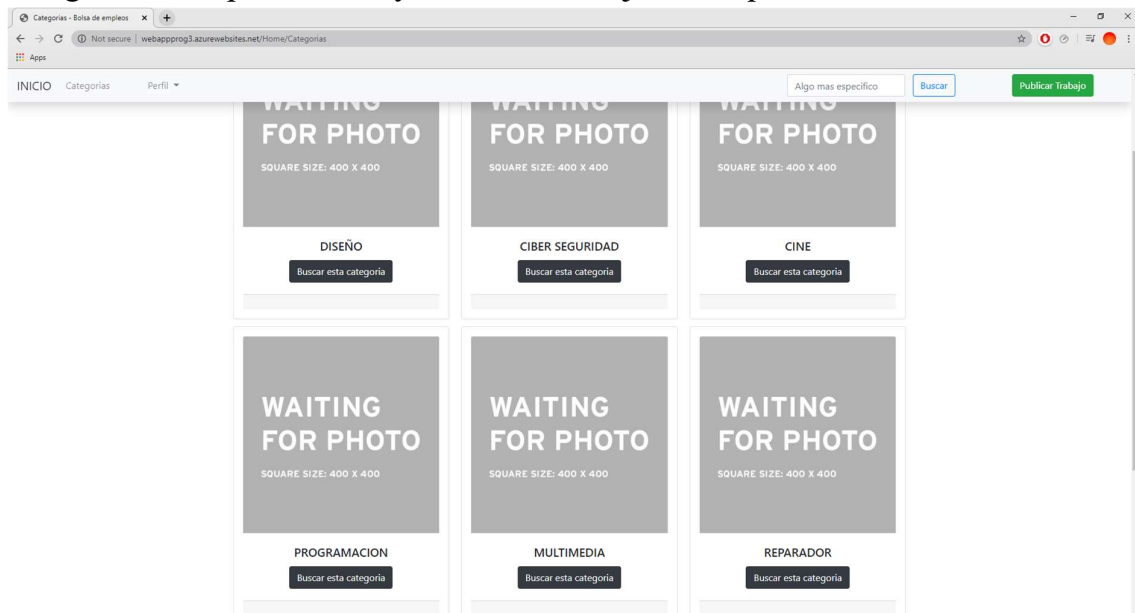 Categorias - Bolsa de empleos
Not secure | webappprog3.azurewebsites.net/Home/Categorias
Apps
INICIO Categorias Perfil Algo mas especifico Buscar Publicar Trabajo
WAITING WAITING WAITING
FOR PHOTO FOR PHOTO FOR PHOTO
SQUARE SIZE: 400 X 400 SQUARE SIZE: 400 X 400 SQUARE SIZE: 400 X 400
DISEÑO CIBER SEGURIDAD CINE
Buscar esta categoria Buscar esta categoria Buscar esta categoria
WAITING WAITING WAITING
FOR PHOTO FOR PHOTO FOR PHOTO
SQUARE SIZE: 400 X 400 SQUARE SIZE: 400 X 400 SQUARE SIZE: 400 X 400
PROGRAMACION MULTIMEDIA REPARADOR
Buscar esta categoria Buscar esta categoria Buscar esta categoria